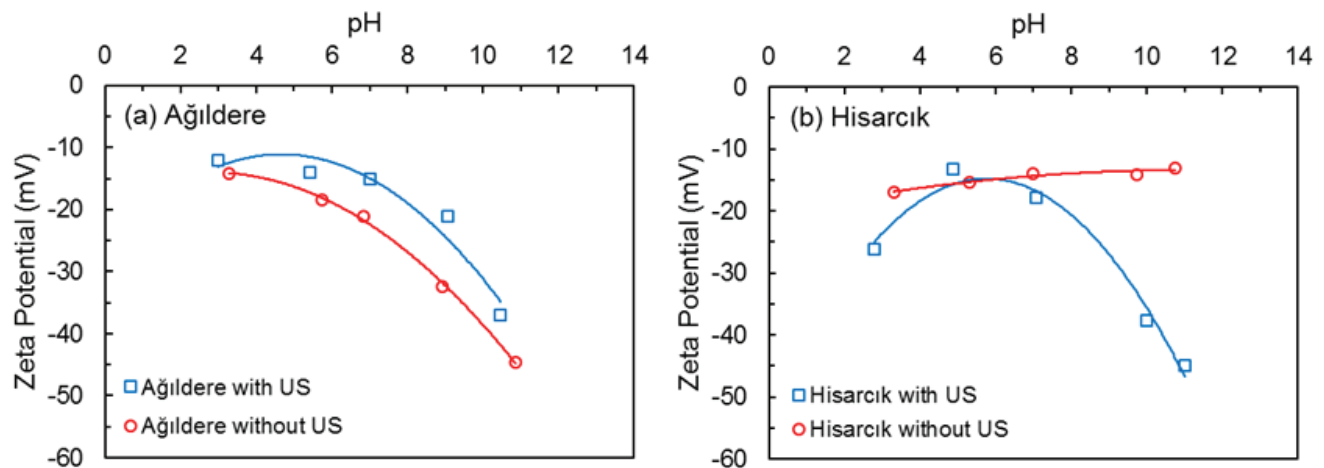 pH
0 2 4 6 8 10 12 14
0
-10
-20
-30
-40
-50
-60
Zeta Potential (mV)
(a) Ağıldere
Ağıldere with US
Ağıldere without US
pH
0 2 4 6 8 10 12 14
0
-10
-20
-30
-40
-50
-60
Zeta Potential (mV)
(b) Hisarcık
Hisarcık with US
Hisarcık without US